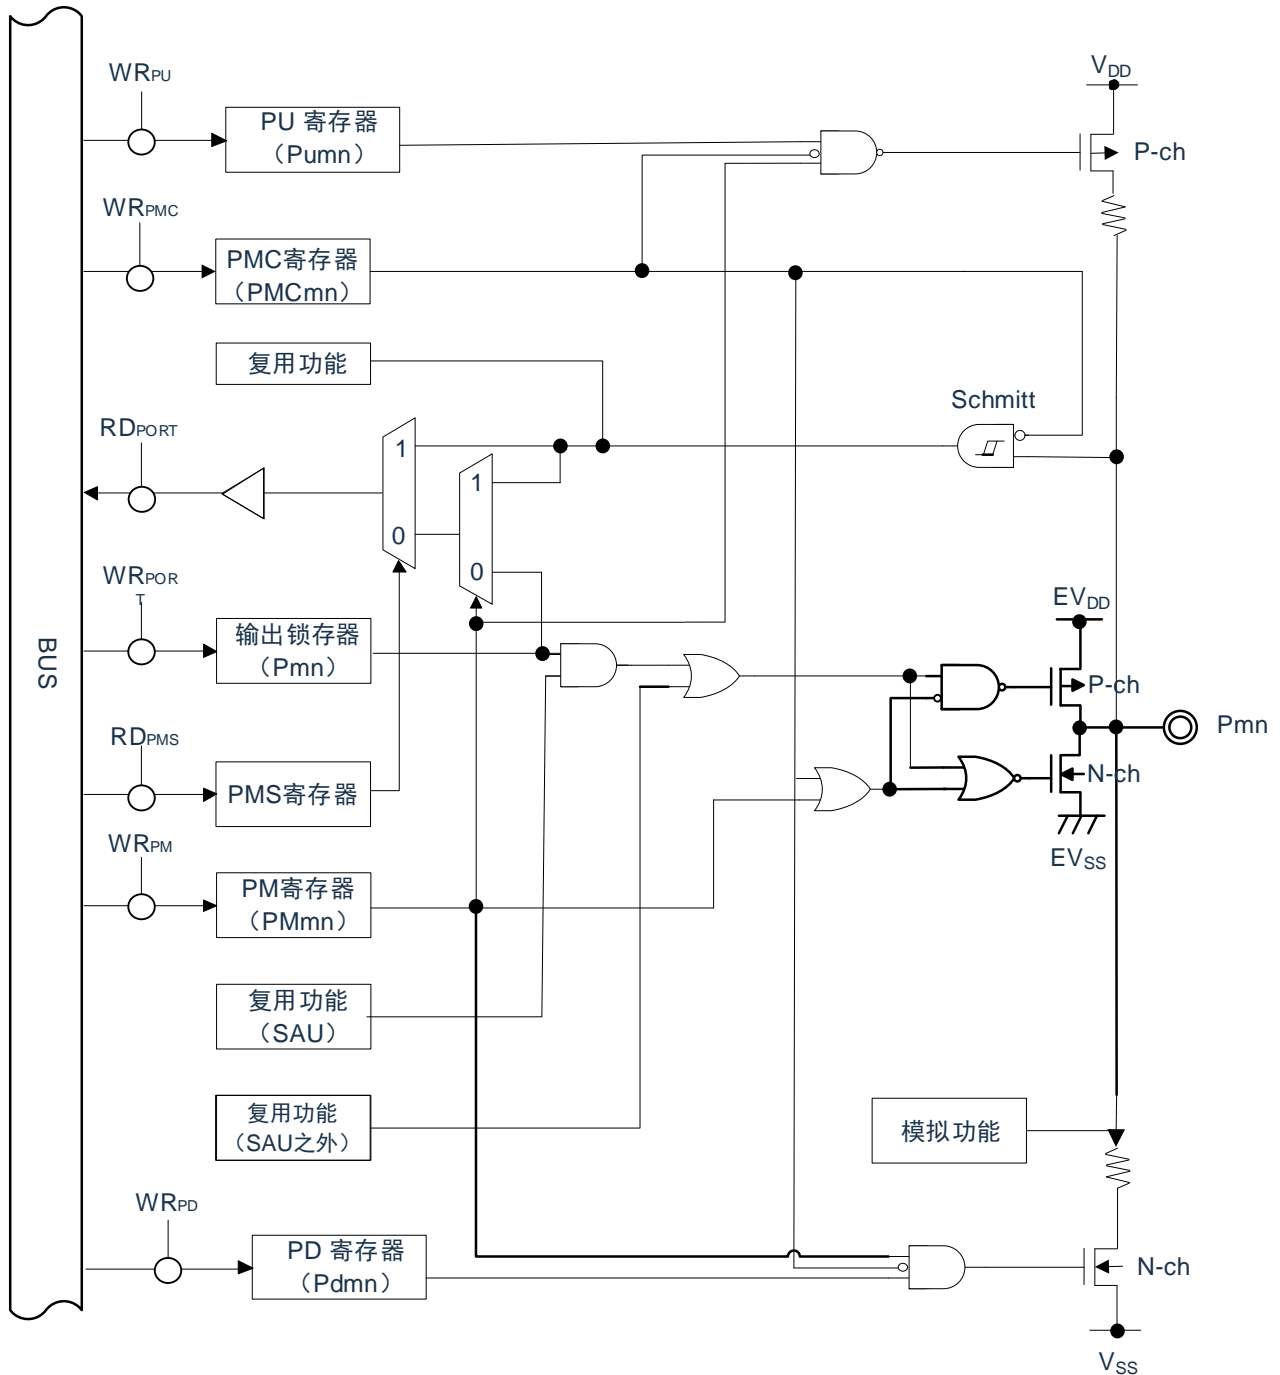 WRPU
VDD
PU 寄存器
（Pumn）
P-ch
WRPMC
PMC寄存器
（PMCmn）
复用功能
Schmitt
RDPORT
1
1
0
0
WRPOR
T
EVDD
输出锁存器
（Pmn）
BUS
P-ch
Pmn
RDPMS
PMS寄存器
N-ch
WRPM
EVSS
PM寄存器
（PMmn）
复用功能
（SAU）
复用功能
（SAU之外）
模拟功能
WRPD
PD 寄存器
（Pdmn）
N-ch
VSS